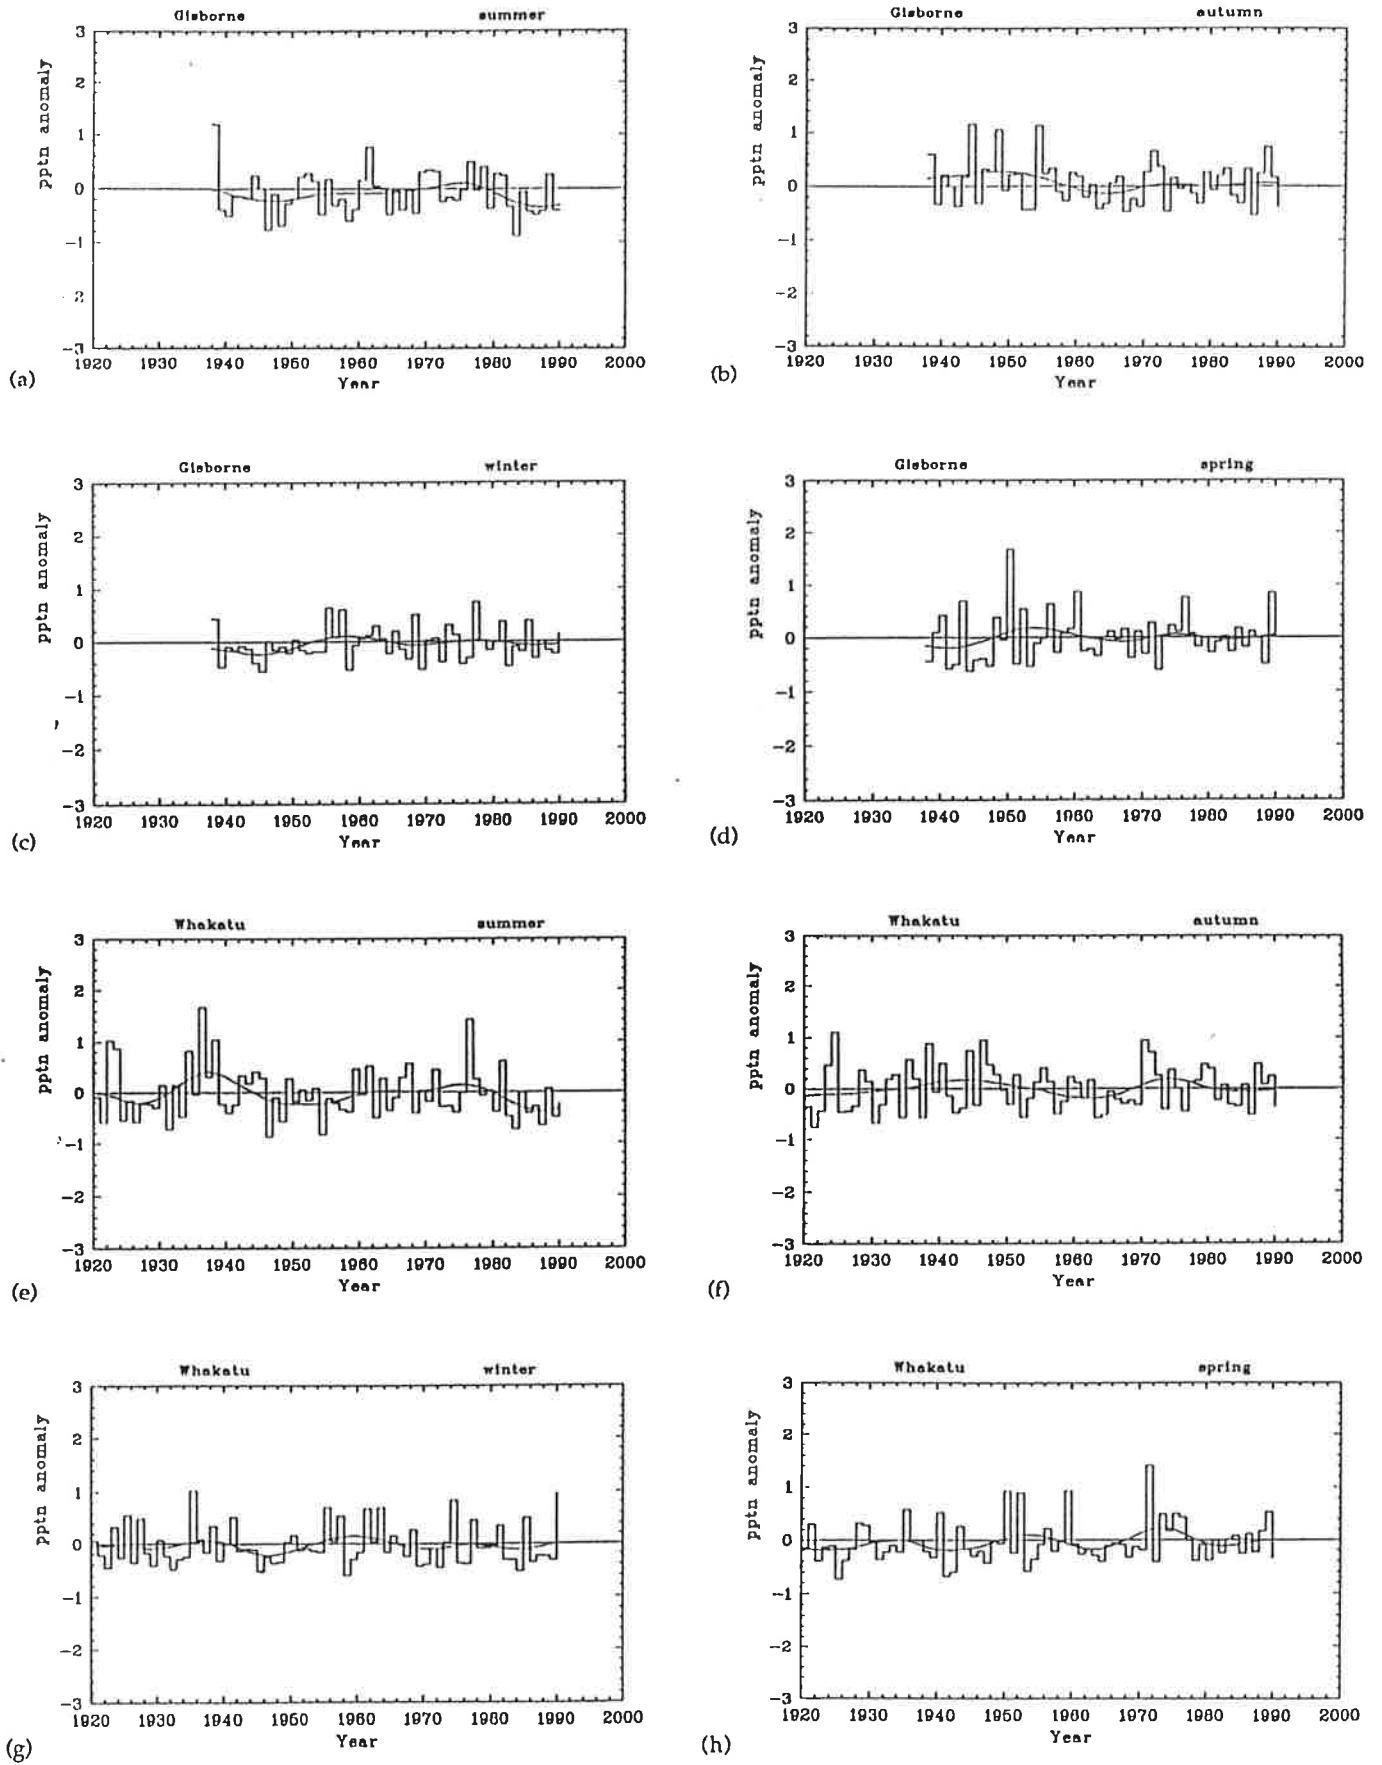 Gisborne summer
3
2
1
0
-1
2
-3
pptn anomaly
1920 1930 1940 1950 1960 1970 1980 1990 2000
Year
(a)
Gisborne autumn
3
2
1
0
-1
-2
-3
pptn anomaly
1920 1930 1940 1950 1960 1970 1980 1990 2000
Year
(b)
Gisborne winter
3
2
1
0
-1
-2
-3
pptn anomaly
1920 1930 1940 1950 1960 1970 1980 1990 2000
Year
(c)
Gisborne spring
3
2
1
0
-1
-2
-3
pptn anomaly
1920 1930 1940 1950 1960 1970 1980 1990 2000
Year
(d)
Whakatu summer
3
2
1
0
-1
-2
-3
pptn anomaly
1920 1930 1940 1950 1960 1970 1980 1990 2000
Year
(e)
Whakatu autumn
3
2
1
0
-1
-2
-3
pptn anomaly
1920 1930 1940 1950 1960 1970 1980 1990 2000
Year
(f)
Whakatu winter
3
2
1
0
-1
-2
-3
pptn anomaly
1920 1930 1940 1950 1960 1970 1980 1990 2000
Year
(g)
Whakatu spring
3
2
1
0
-1
-2
-3
pptn anomaly
1920 1930 1940 1950 1960 1970 1980 1990 2000
Year
(h)